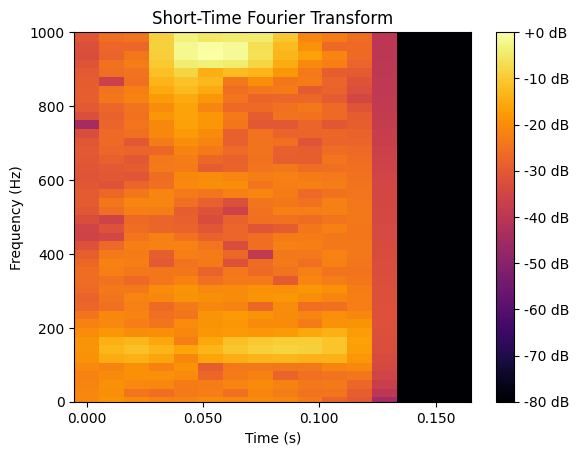 Short-Time Fourier Transform
1000
800
600
400
200
0
Frequency (Hz)
0.000
0.050
0.100
0.150
Time (s)
+0 dB
-10 dB
-20 dB
-30 dB
-40 dB
-50 dB
-60 dB
-70 dB
-80 dB